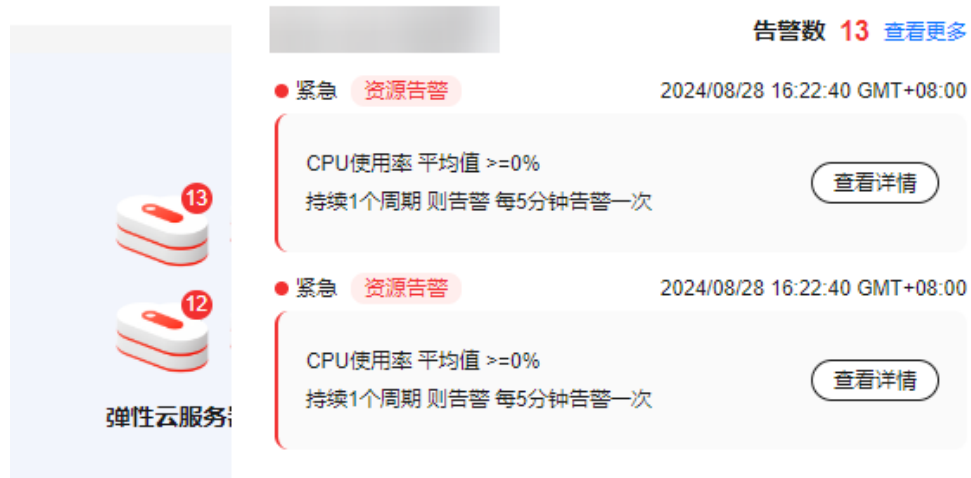 告警数 13 查看更多
紧急 资源告警 2024/08/28 16:22:40 GMT+08:00
CPU使用率 平均值 >=0%
持续1个周期 则告警 每5分钟告警一次
查看详情
紧急 资源告警 2024/08/28 16:22:40 GMT+08:00
CPU使用率 平均值 >=0%
持续1个周期 则告警 每5分钟告警一次
查看详情
13
12
弹性云服务